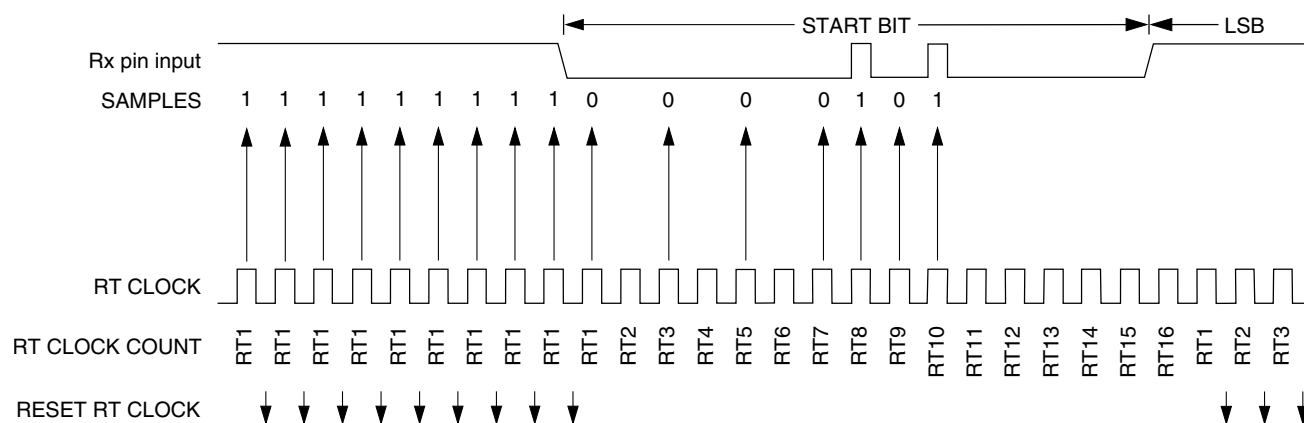 START BIT LSB
Rx pin input
SAMPLES 1 1 1 1 1 1 1 1 1 0 0 0 0 1 0 1
RT CLOCK
RT CLOCK COUNT RT1 RT1 RT1 RT1 RT1 RT1 RT1 RT1 RT1 RT1 RT2 RT3 RT4 RT5 RT6 RT7 RT8 RT9 RT10 RT11 RT12 RT13 RT14 RT15 RT16 RT1 RT2 RT3
RESET RT CLOCK